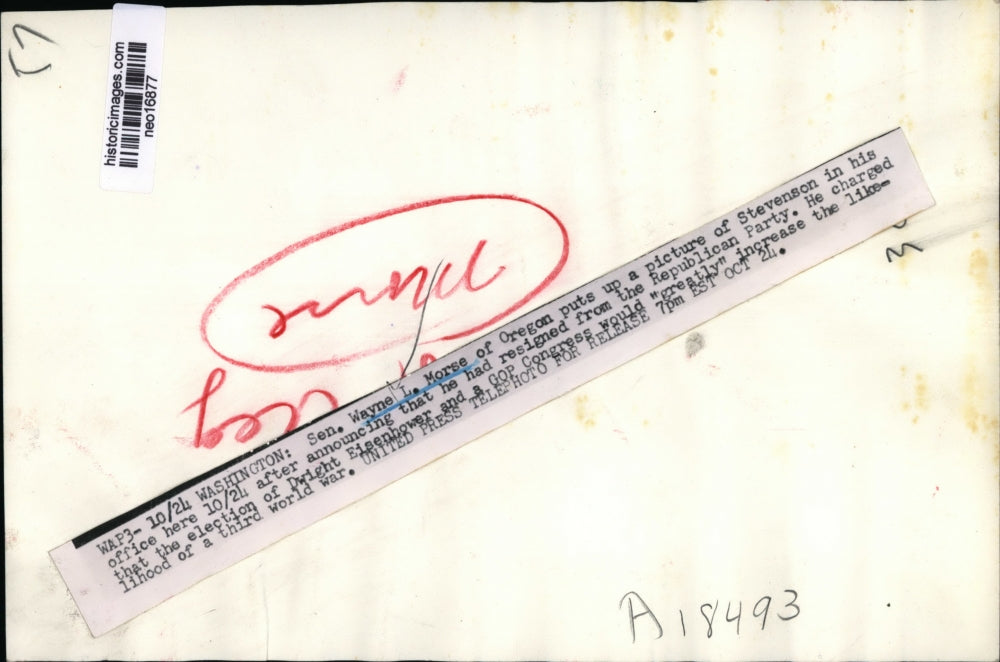 historicimages.com
neo16877
WAP3- 10/24 WASHINGTON: Sen. Wayne L. Morse of Oregon puts up a picture of Stevenson in his
office here 10/24 after announcing that he had resigned from the Republican Party. He charged
that the election of Dwight Eisenhower and a GOP Congress would "greatly" increase the like-
lihood of a third world war. UNITED PRESS TELEPHOTO FOR RELEASE 7pm EST OCT 24.
A18493